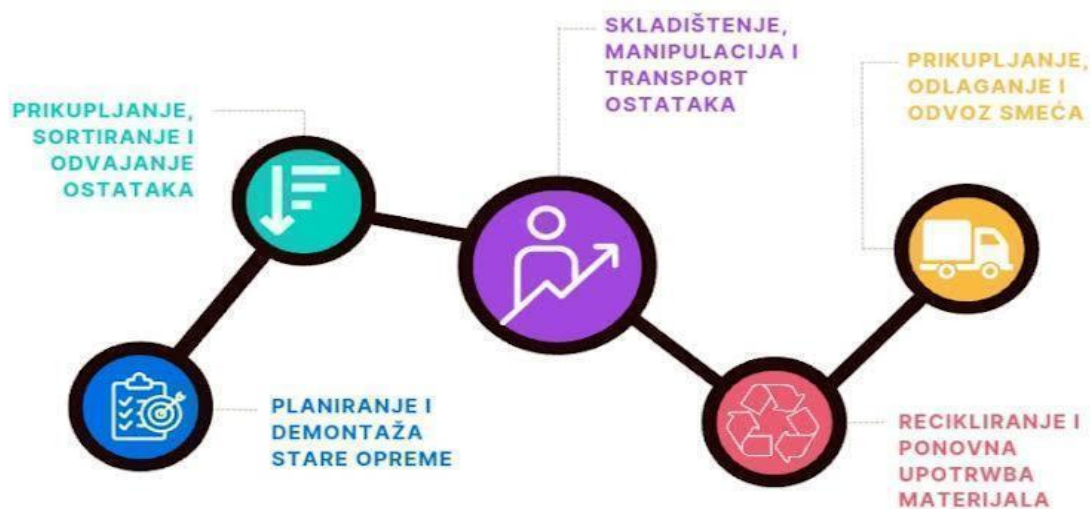 PRIKUPLJANJE,
SORTIRANJE I
ODVAJANJE
OSTATAKA
SKLADIŠTENJE,
MANIPULACIJA I
TRANSPORT
OSTATAKA
PRIKUPLJANJE,
ODLAGANJE I
ODVOZ SMEĆA
PLANIRANJE I
DEMONTAŽA
STARE OPREME
RECIKLIRANJE I
PONOVNA
UPOTRWBA
MATERIJALA